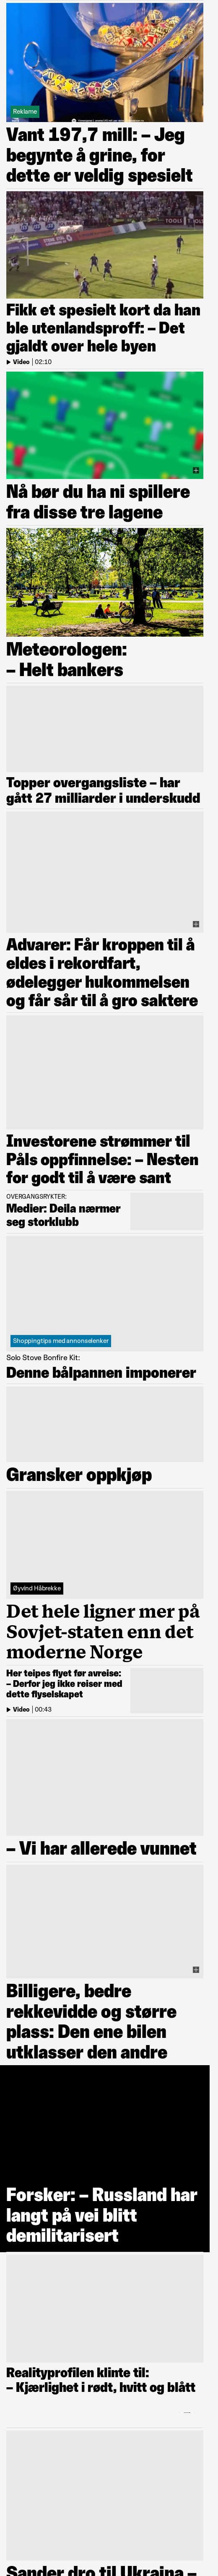 Reklame
Vant 197,7 mill: – Jeg
begynte å grine, for
dette er veldig spesielt
Fikk et spesielt kort da han
ble utenlandsproff: – Det
gjaldt over hele byen
Video | 02:10
Nå bør du ha ni spillere
fra disse tre lagene
Meteorologen:
– Helt bankers
Topper overgangsliste – har
gått 27 milliarder i underskudd
Advarer: Får kroppen til å
eldes i rekordfart,
ødelegger hukommelsen
og får sår til å gro saktere
Investorene strømmer til
Påls oppfinnelse: – Nesten
for godt til å være sant
OVERGANGSRYKTER:
Medier: Deila nærmer
seg storklubb
Shoppingtips med annonselenker
Solo Stove Bonfire Kit:
Denne bålpannen imponerer
Gransker oppkjøp
Øyvind Håbrekke
Det hele ligner mer på
Sovjet-staten enn det
moderne Norge
Her teipes flyet før avreise:
– Derfor jeg ikke reiser med
dette flyselskapet
Video | 00:43
– Vi har allerede vunnet
Billigere, bedre
rekkevidde og større
plass: Den ene bilen
utklasser den andre
Forsker: – Russland har
langt på vei blitt
demilitarisert
Realityprofilen klinte til:
– Kjærlighet i rødt, hvitt og blått
Sander dro til Ukraina –